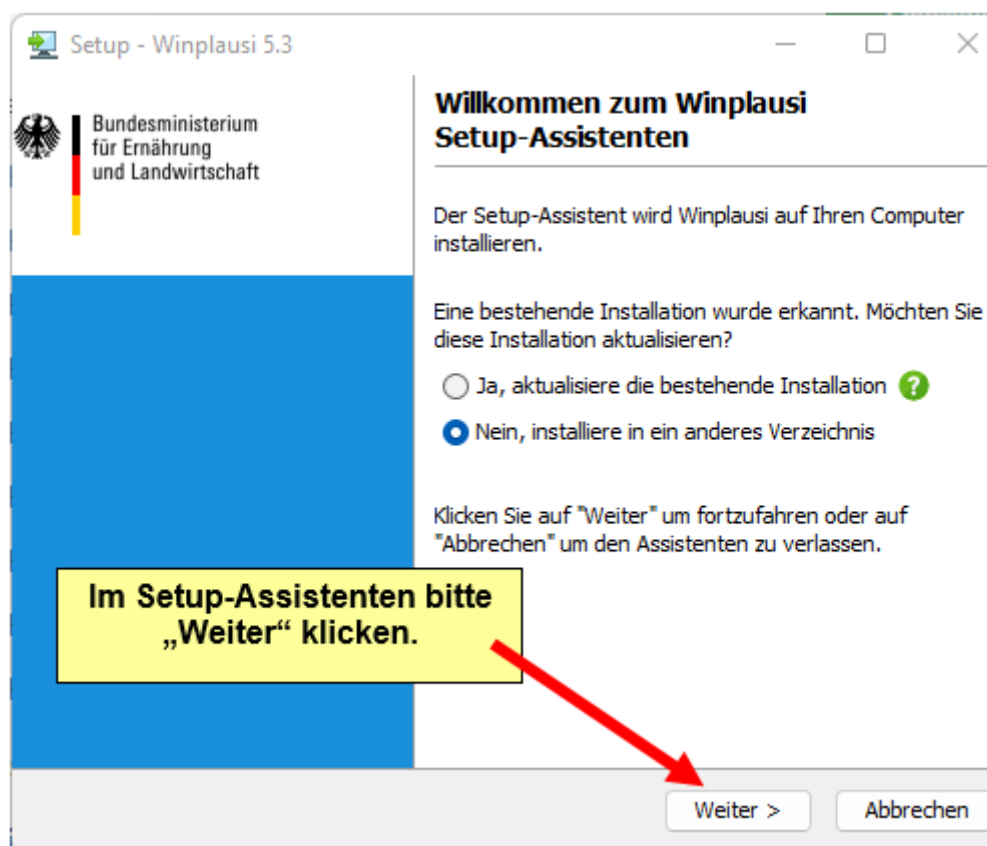 Setup - Winplausi 5.3
Bundesministerium
für Ernährung
und Landwirtschaft
Willkommen zum Winplausi
Setup-Assistenten
Der Setup-Assistent wird Winplausi auf Ihren Computer
installieren.
Eine bestehende Installation wurde erkannt. Möchten Sie
diese Installation aktualisieren?
Ja, aktualisiere die bestehende Installation ?
Nein, installiere in ein anderes Verzeichnis
Klicken Sie auf "Weiter" um fortzufahren oder auf
"Abbrechen" um den Assistenten zu verlassen.
Im Setup-Assistenten bitte
„Weiter“ klicken.
Weiter >
Abbrechen